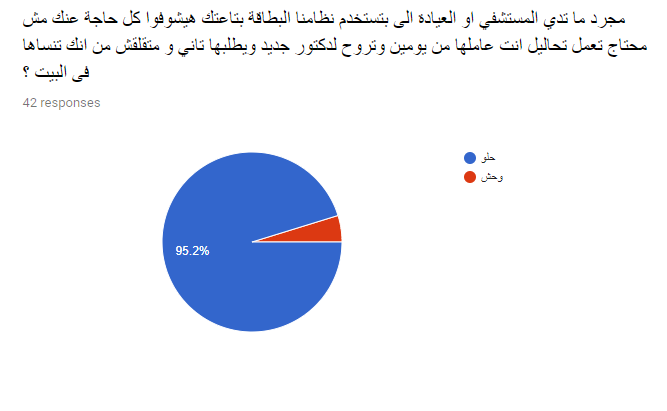 مجرد ما تدي المستشفي او العيادة الى بتستخدم نظامنا البطاقة بتاعتك هيشوفوا كل حاجة عنك مش
محتاج تعمل تحاليل انت عاملها من يومين وتروح لدكتور جديد ويطلبها تاني و متقلقش من انك تنساها
فى البيت ؟
42 responses
حلو
وحش
95.2%